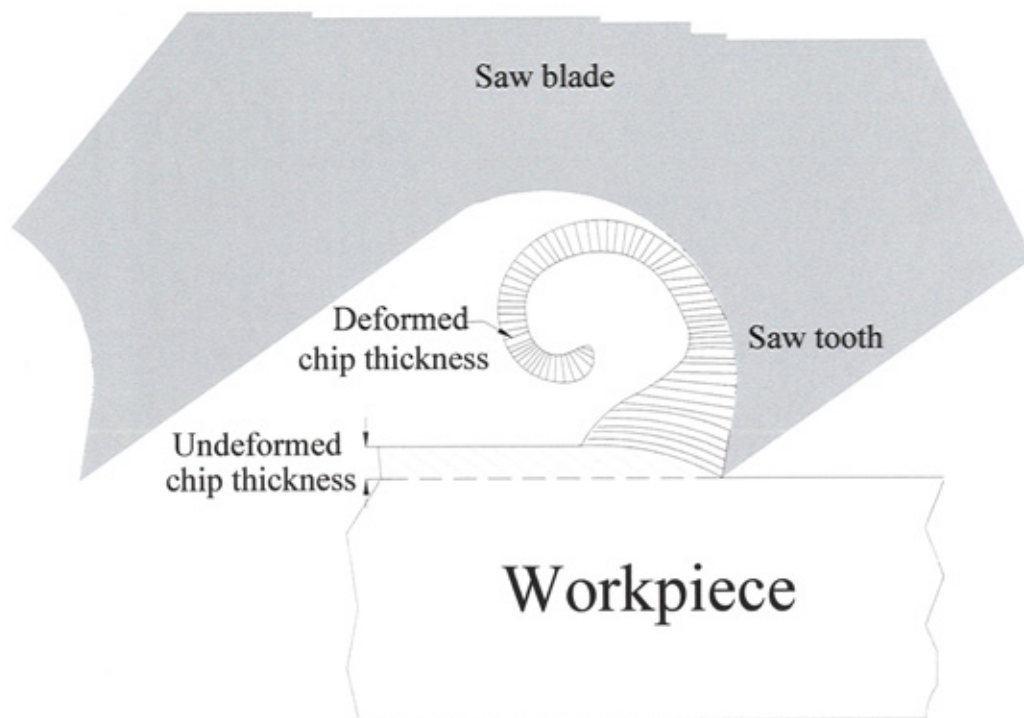 Saw blade
Deformed
chip thickness
Saw tooth
Undeformed
chip thickness
Workpiece